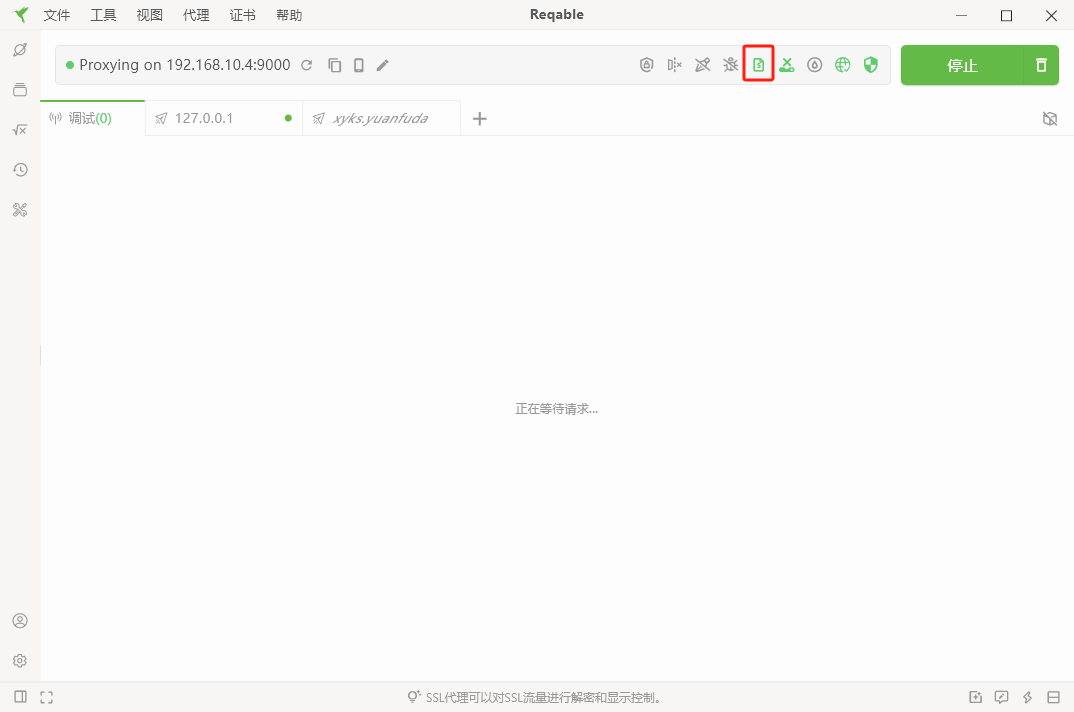 文件 工具 视图 代理 证书 帮助 Reqable
Proxying on 192.168.10.4:9000 停止
调试(0) 127.0.0.1 xyks.yuanfuda
正在等待请求...
SSL代理可以对SSL流量进行解密和显示控制。